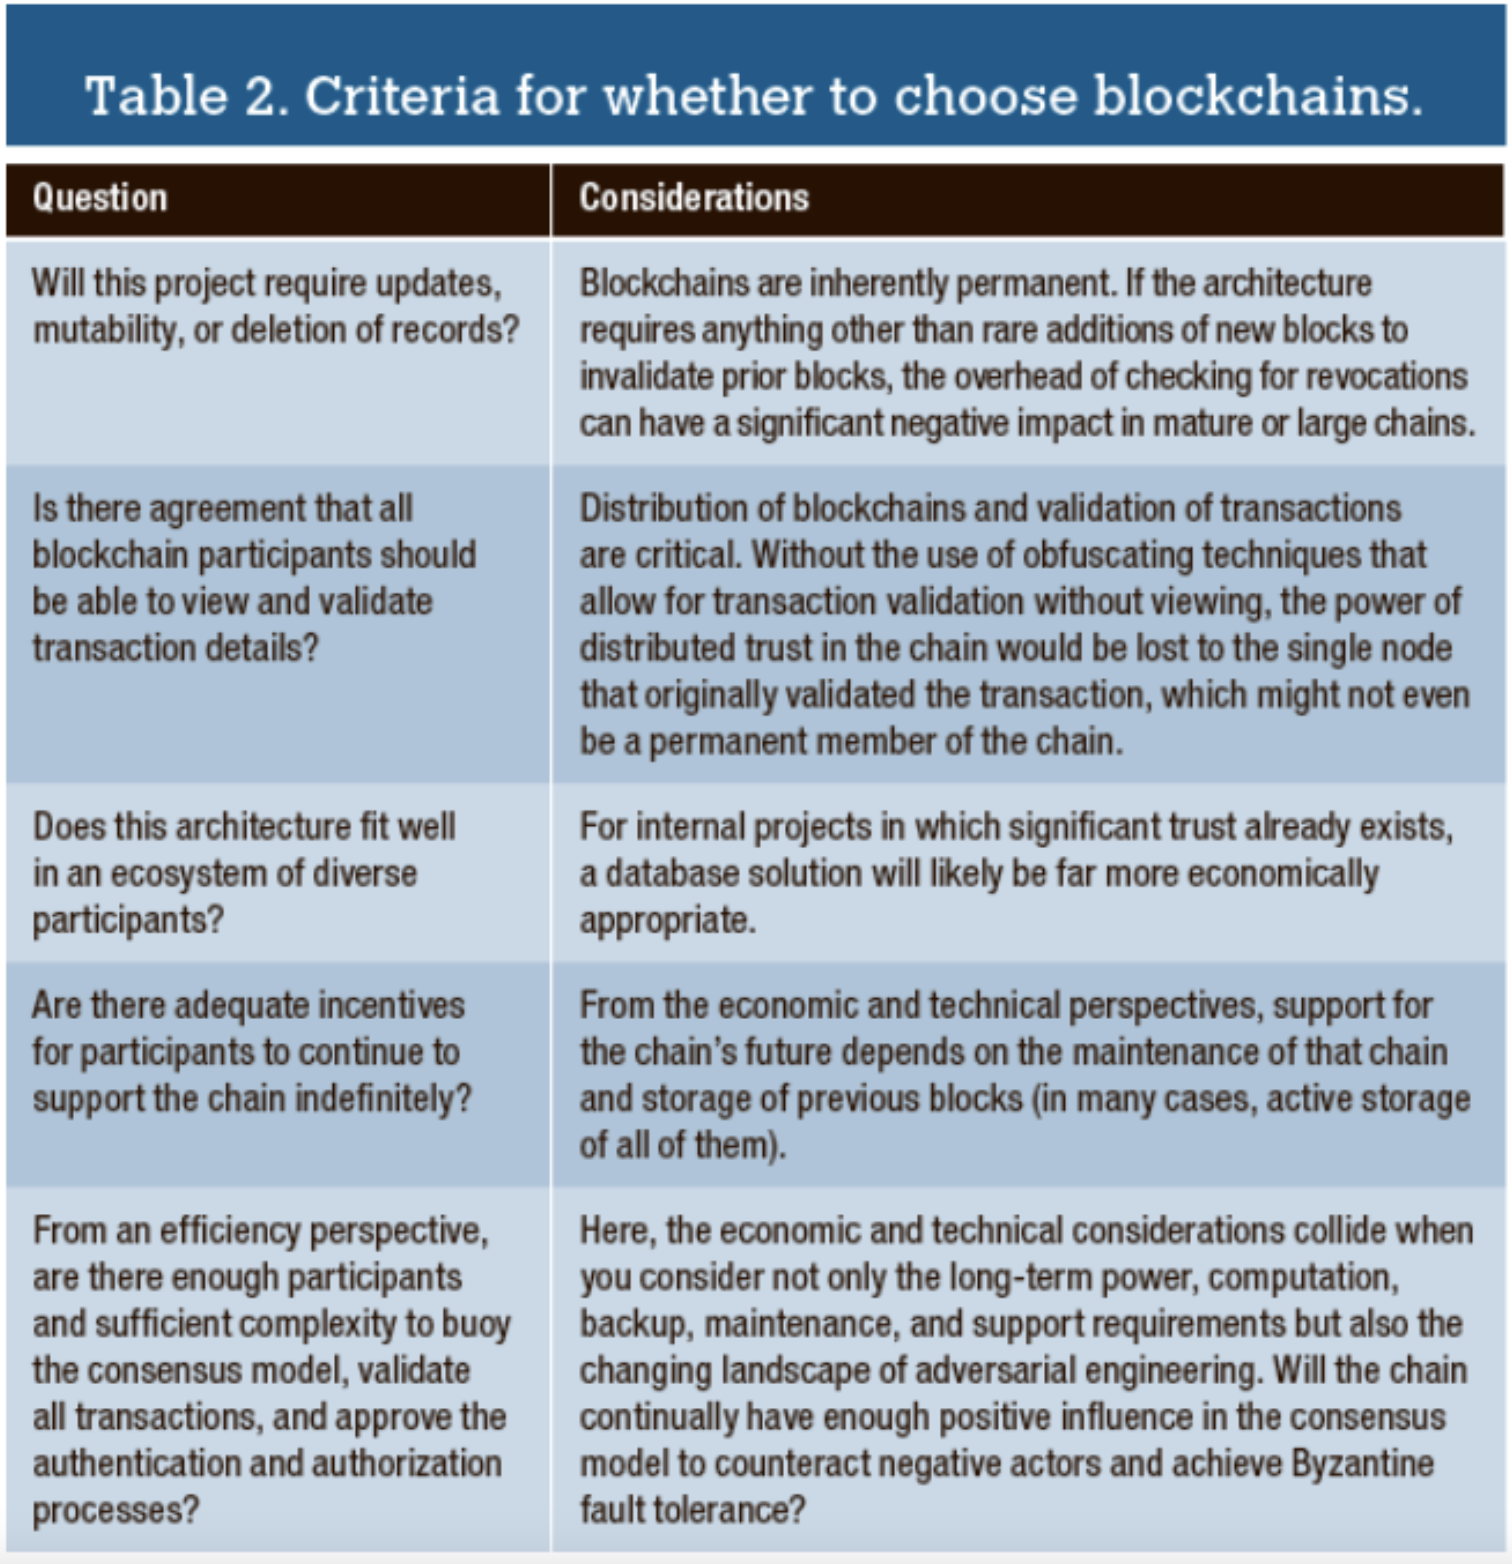 Table 2. Criteria for whether to choose blockchains.
Question
Considerations
Will this project require updates,
mutability, or deletion of records?
Blockchains are inherently permanent. If the architecture
requires anything other than rare additions of new blocks to
invalidate prior blocks, the overhead of checking for revocations
can have a significant negative impact in mature or large chains.
Is there agreement that all
blockchain participants should
be able to view and validate
transaction details?
Distribution of blockchains and validation of transactions
are critical. Without the use of obfuscating techniques that
allow for transaction validation without viewing, the power of
distributed trust in the chain would be lost to the single node
that originally validated the transaction, which might not even
be a permanent member of the chain.
Does this architecture fit well
in an ecosystem of diverse
participants?
For internal projects in which significant trust already exists,
a database solution will likely be far more economically
appropriate.
Are there adequate incentives
for participants to continue to
support the chain indefinitely?
From the economic and technical perspectives, support for
the chain's future depends on the maintenance of that chain
and storage of previous blocks (in many cases, active storage
of all of them).
From an efficiency perspective,
are there enough participants
and sufficient complexity to buoy
the consensus model, validate
all transactions, and approve the
authentication and authorization
processes?
Here, the economic and technical considerations collide when
you consider not only the long-term power, computation,
backup, maintenance, and support requirements but also the
changing landscape of adversarial engineering. Will the chain
continually have enough positive influence in the consensus
model to counteract negative actors and achieve Byzantine
fault tolerance?